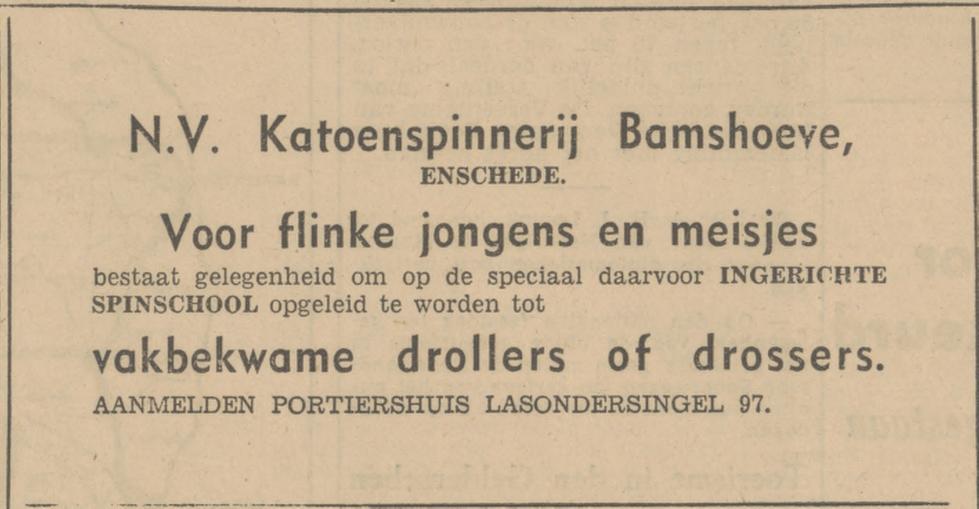 N.V. Katoenspinnerij Bamshoeve,
ENSCHEDE.
Voor flinke jongens en meisjes
bestaat gelegenheid om op de speciaal daarvoor INGERICHTE
SPINSCHOOL opgeleid te worden tot
vakbekwame drollers of drossers.
AANMELDEN PORTIERSHUIS LASONDERSINGEL 97.